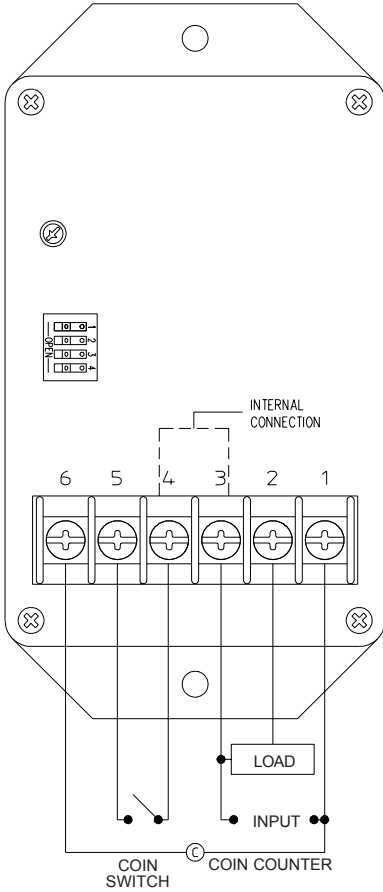 1
2
3
4
OPEN
INTERNAL
CONNECTION
6 5 4 3 2 1
LOAD
INPUT
C COIN COUNTER
COIN
SWITCH